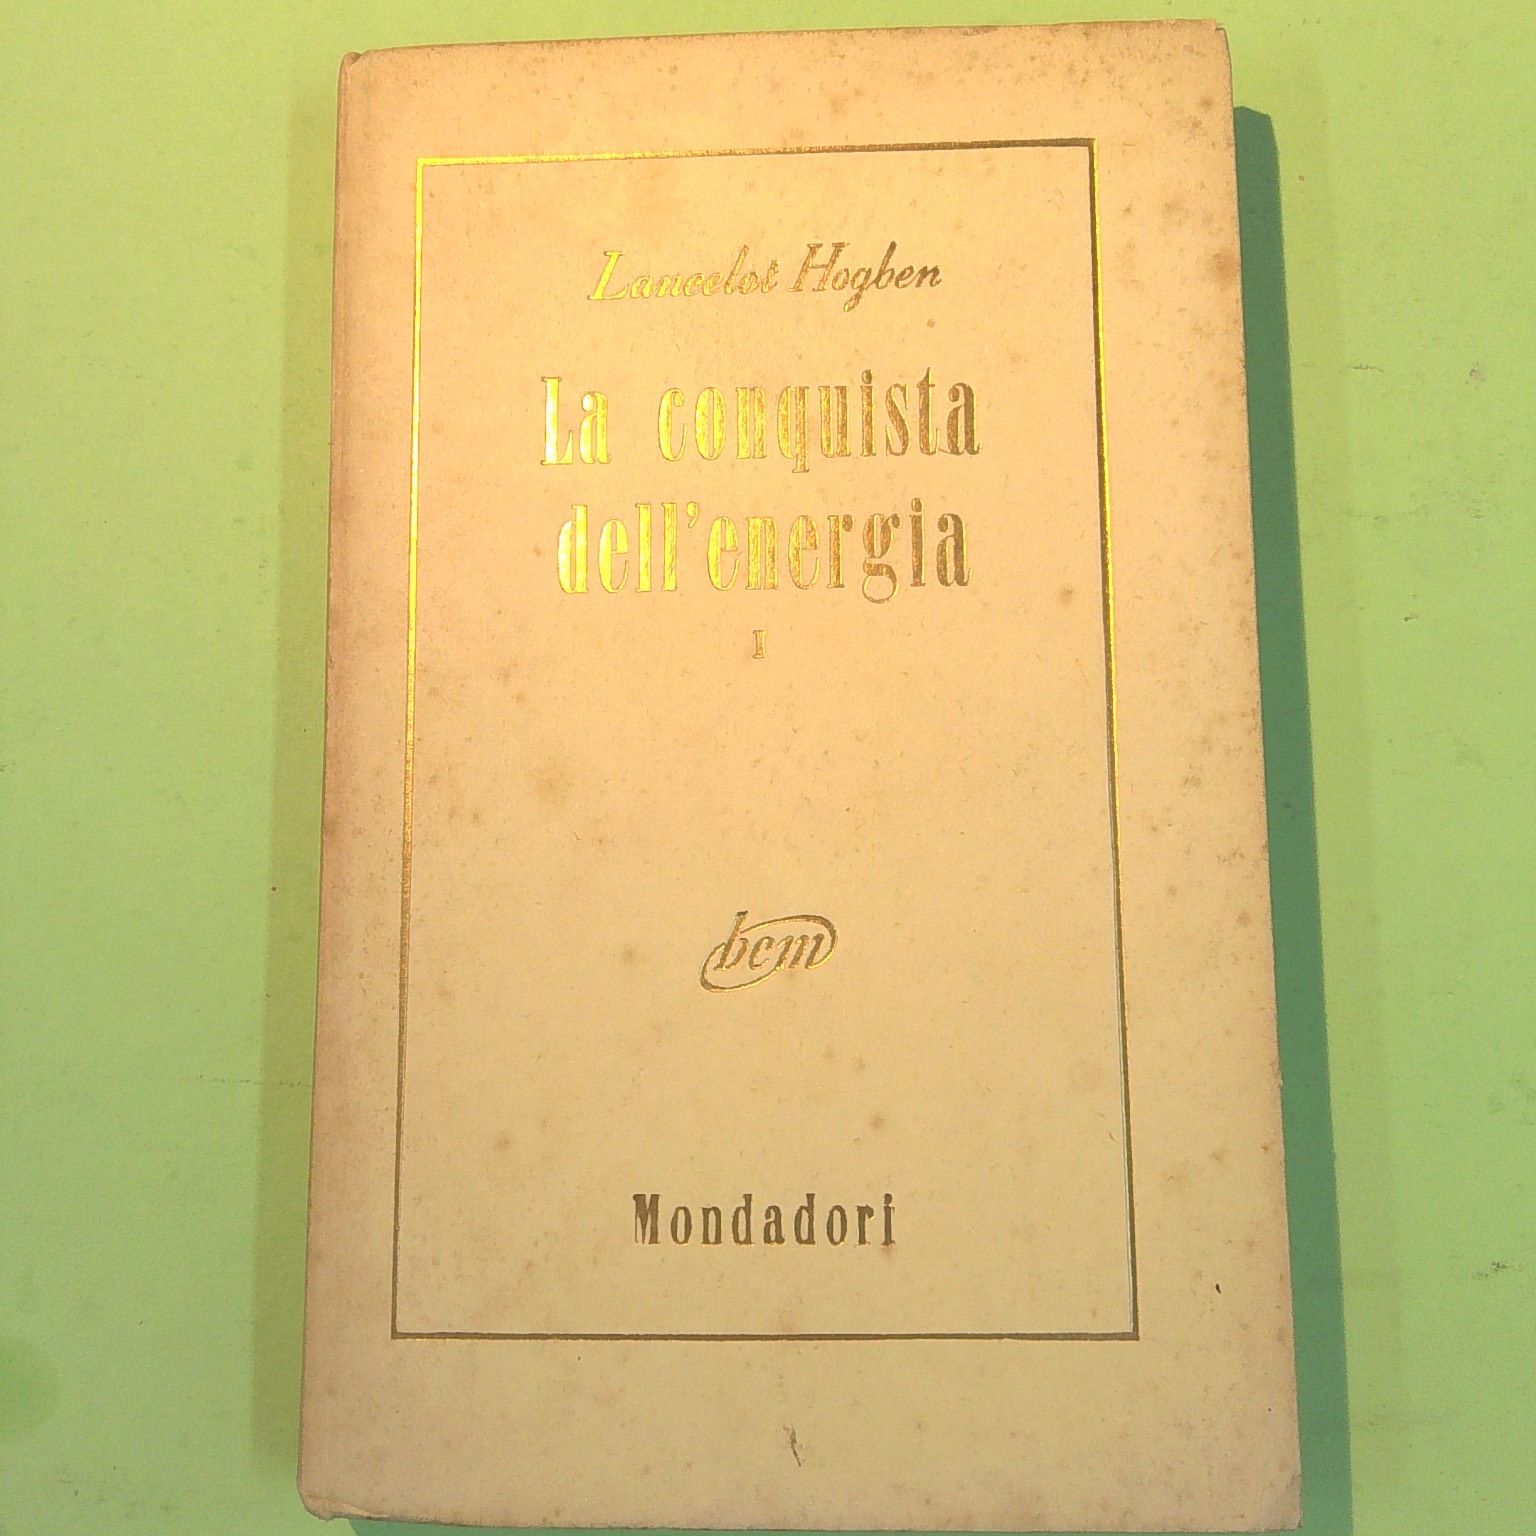 Lancelot Hogben
La conquista
dell'energia
I
bcm
Mondadori